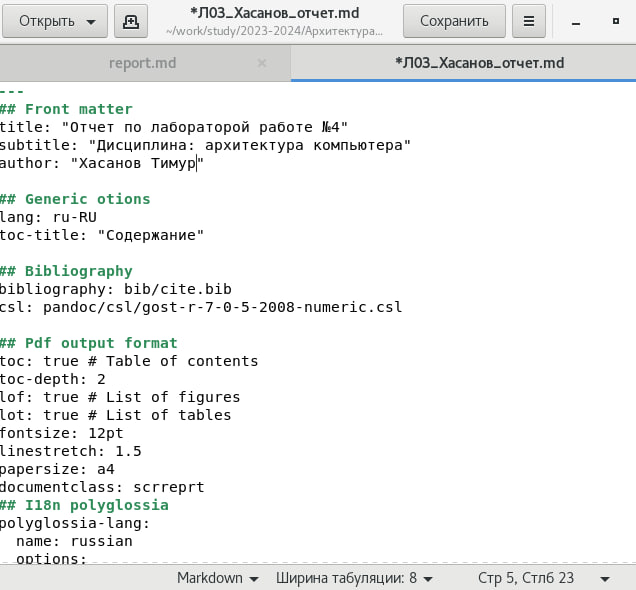 Открыть
*Л03_Хасанов_отчет.md
~/work/study/2023-2024/Архитектура...
Сохранить
report.md
*Л03_Хасанов_отчет.md
---
## Front matter
title: "Отчет по лабораторой работе №4"
subtitle: "Дисциплина: архитектура компьютера"
author: "Хасанов Тимур"
## Generic otions
lang: ru-RU
toc-title: "Содержание"
## Bibliography
bibliography: bib/cite.bib
csl: pandoc/csl/gost-r-7-0-5-2008-numeric.csl
## Pdf output format
toc: true # Table of contents
toc-depth: 2
lof: true # List of figures
lot: true # List of tables
fontsize: 12pt
linestretch: 1.5
papersize: a4
documentclass: scrreprt
## I18n polyglossia
polyglossia-lang:
  name: russian
  options:
Markdown Ширина табуляции: 8 Стр 5, Стлб 23